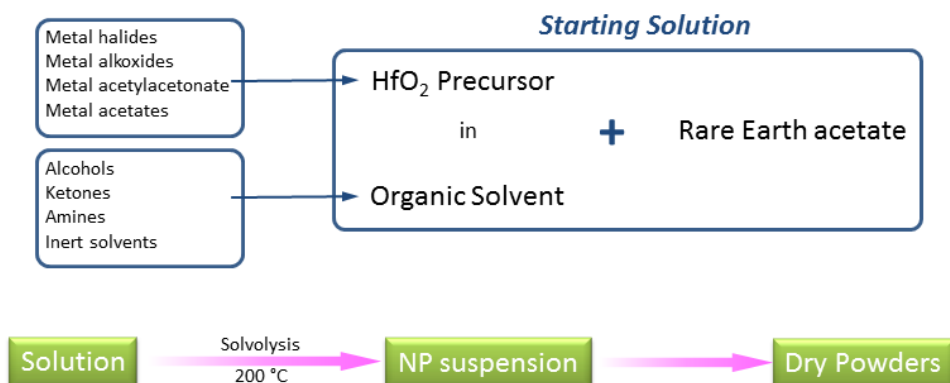 Starting Solution
Metal halides
Metal alkoxides
Metal acetylacetonate
Metal acetates
HfO₂ Precursor
in
+
Rare Earth acetate
Alcohols
Ketones
Amines
Inert solvents
Organic Solvent
Solution
Solvolysis
200 °C
NP suspension
Dry Powders